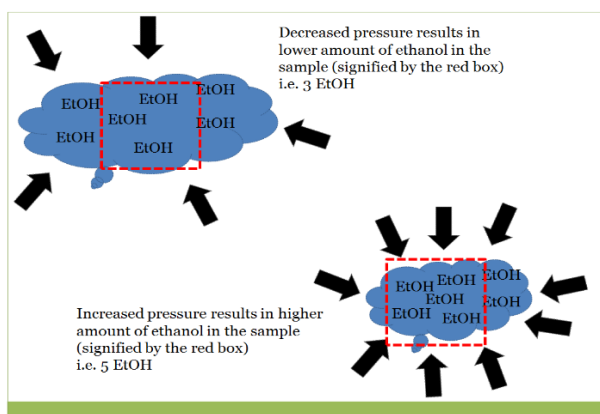 Decreased pressure results in
lower amount of ethanol in the
sample (signified by the red box)
i.e. 3 EtOH
EtOH
EtOH
EtOH
EtOH
EtOH
EtOH
EtOH
EtOH
EtOH
EtOH
EtOH
EtOH
EtOH
EtOH
Increased pressure results in higher
amount of ethanol in the sample
(signified by the red box)
i.e. 5 EtOH